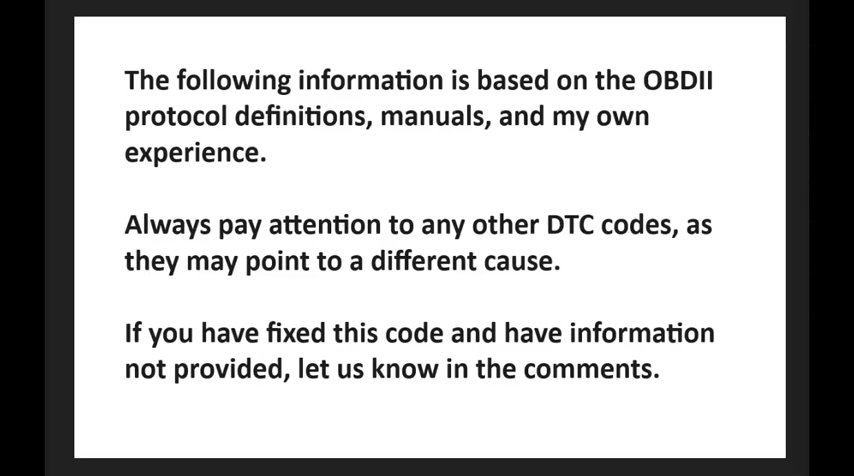 The following information is based on the OBDII
protocol definitions, manuals, and my own
experience.
Always pay attention to any other DTC codes, as
they may point to a different cause.
If you have fixed this code and have information
not provided, let us know in the comments.